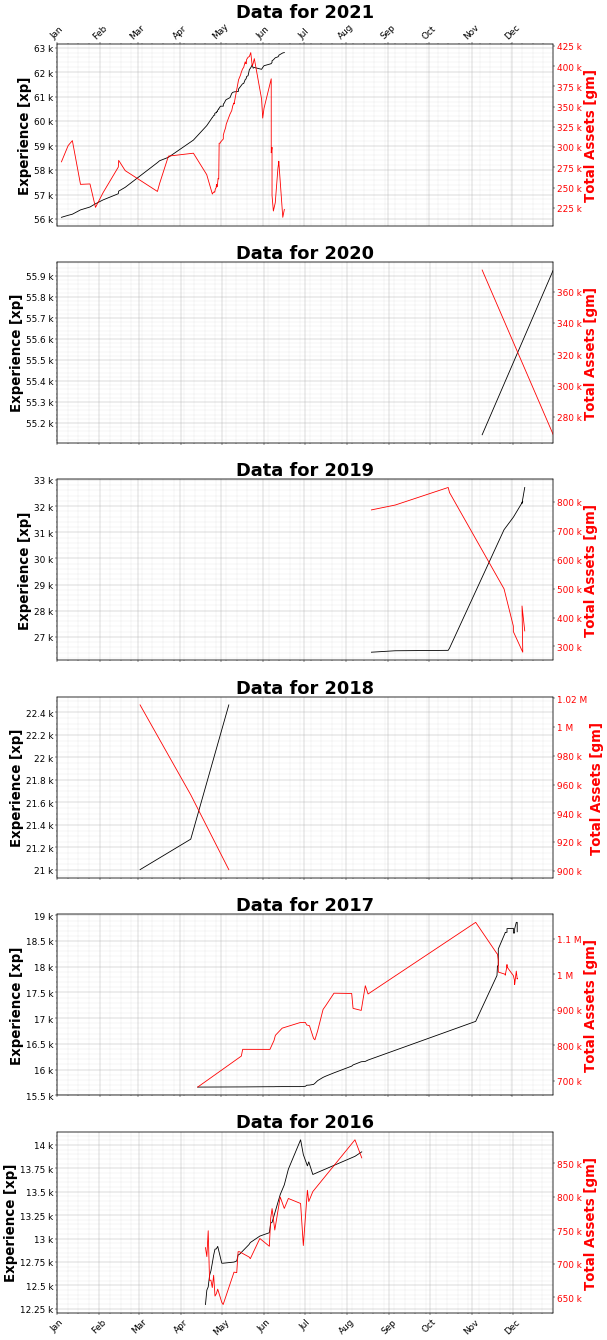 Data for 2021
Jan Feb Mar Apr May Jun Jul Aug Sep Oct Nov Dec
Experience [xp]
63 k
62 k
61 k
60 k
59 k
58 k
57 k
56 k
425 k
400 k
375 k
350 k
325 k
300 k
275 k
250 k
225 k
Total Assets [gm]
Data for 2020
Experience [xp]
55.9 k
55.8 k
55.7 k
55.6 k
55.5 k
55.4 k
55.3 k
55.2 k
360 k
340 k
320 k
300 k
280 k
Total Assets [gm]
Data for 2019
Experience [xp]
33 k
32 k
31 k
30 k
29 k
28 k
27 k
800 k
700 k
600 k
500 k
400 k
300 k
Total Assets [gm]
Data for 2018
Experience [xp]
22.4 k
22.2 k
22 k
21.8 k
21.6 k
21.4 k
21.2 k
21 k
1.02 M
1 M
980 k
960 k
940 k
920 k
900 k
Total Assets [gm]
Data for 2017
Experience [xp]
19 k
18.5 k
18 k
17.5 k
17 k
16.5 k
16 k
15.5 k
1.1 M
1 M
900 k
800 k
700 k
Total Assets [gm]
Data for 2016
Experience [xp]
14 k
13.75 k
13.5 k
13.25 k
13 k
12.75 k
12.5 k
12.25 k
850 k
800 k
750 k
700 k
650 k
Total Assets [gm]
Jan Feb Mar Apr May Jun Jul Aug Sep Oct Nov Dec